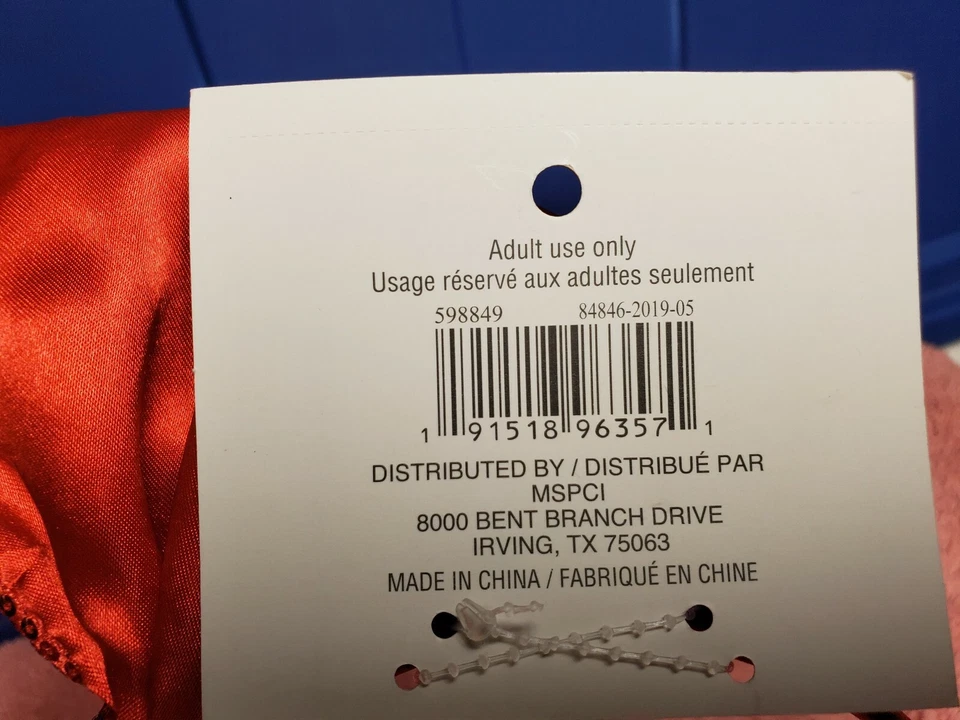 Adult use only
Usage réservé aux adultes seulement
598849 84846-2019-05
1 91518 96357 1
DISTRIBUTED BY / DISTRIBUÉ PAR
MSPCI
8000 BENT BRANCH DRIVE
IRVING, TX 75063
MADE IN CHINA / FABRIQUÉ EN CHINE